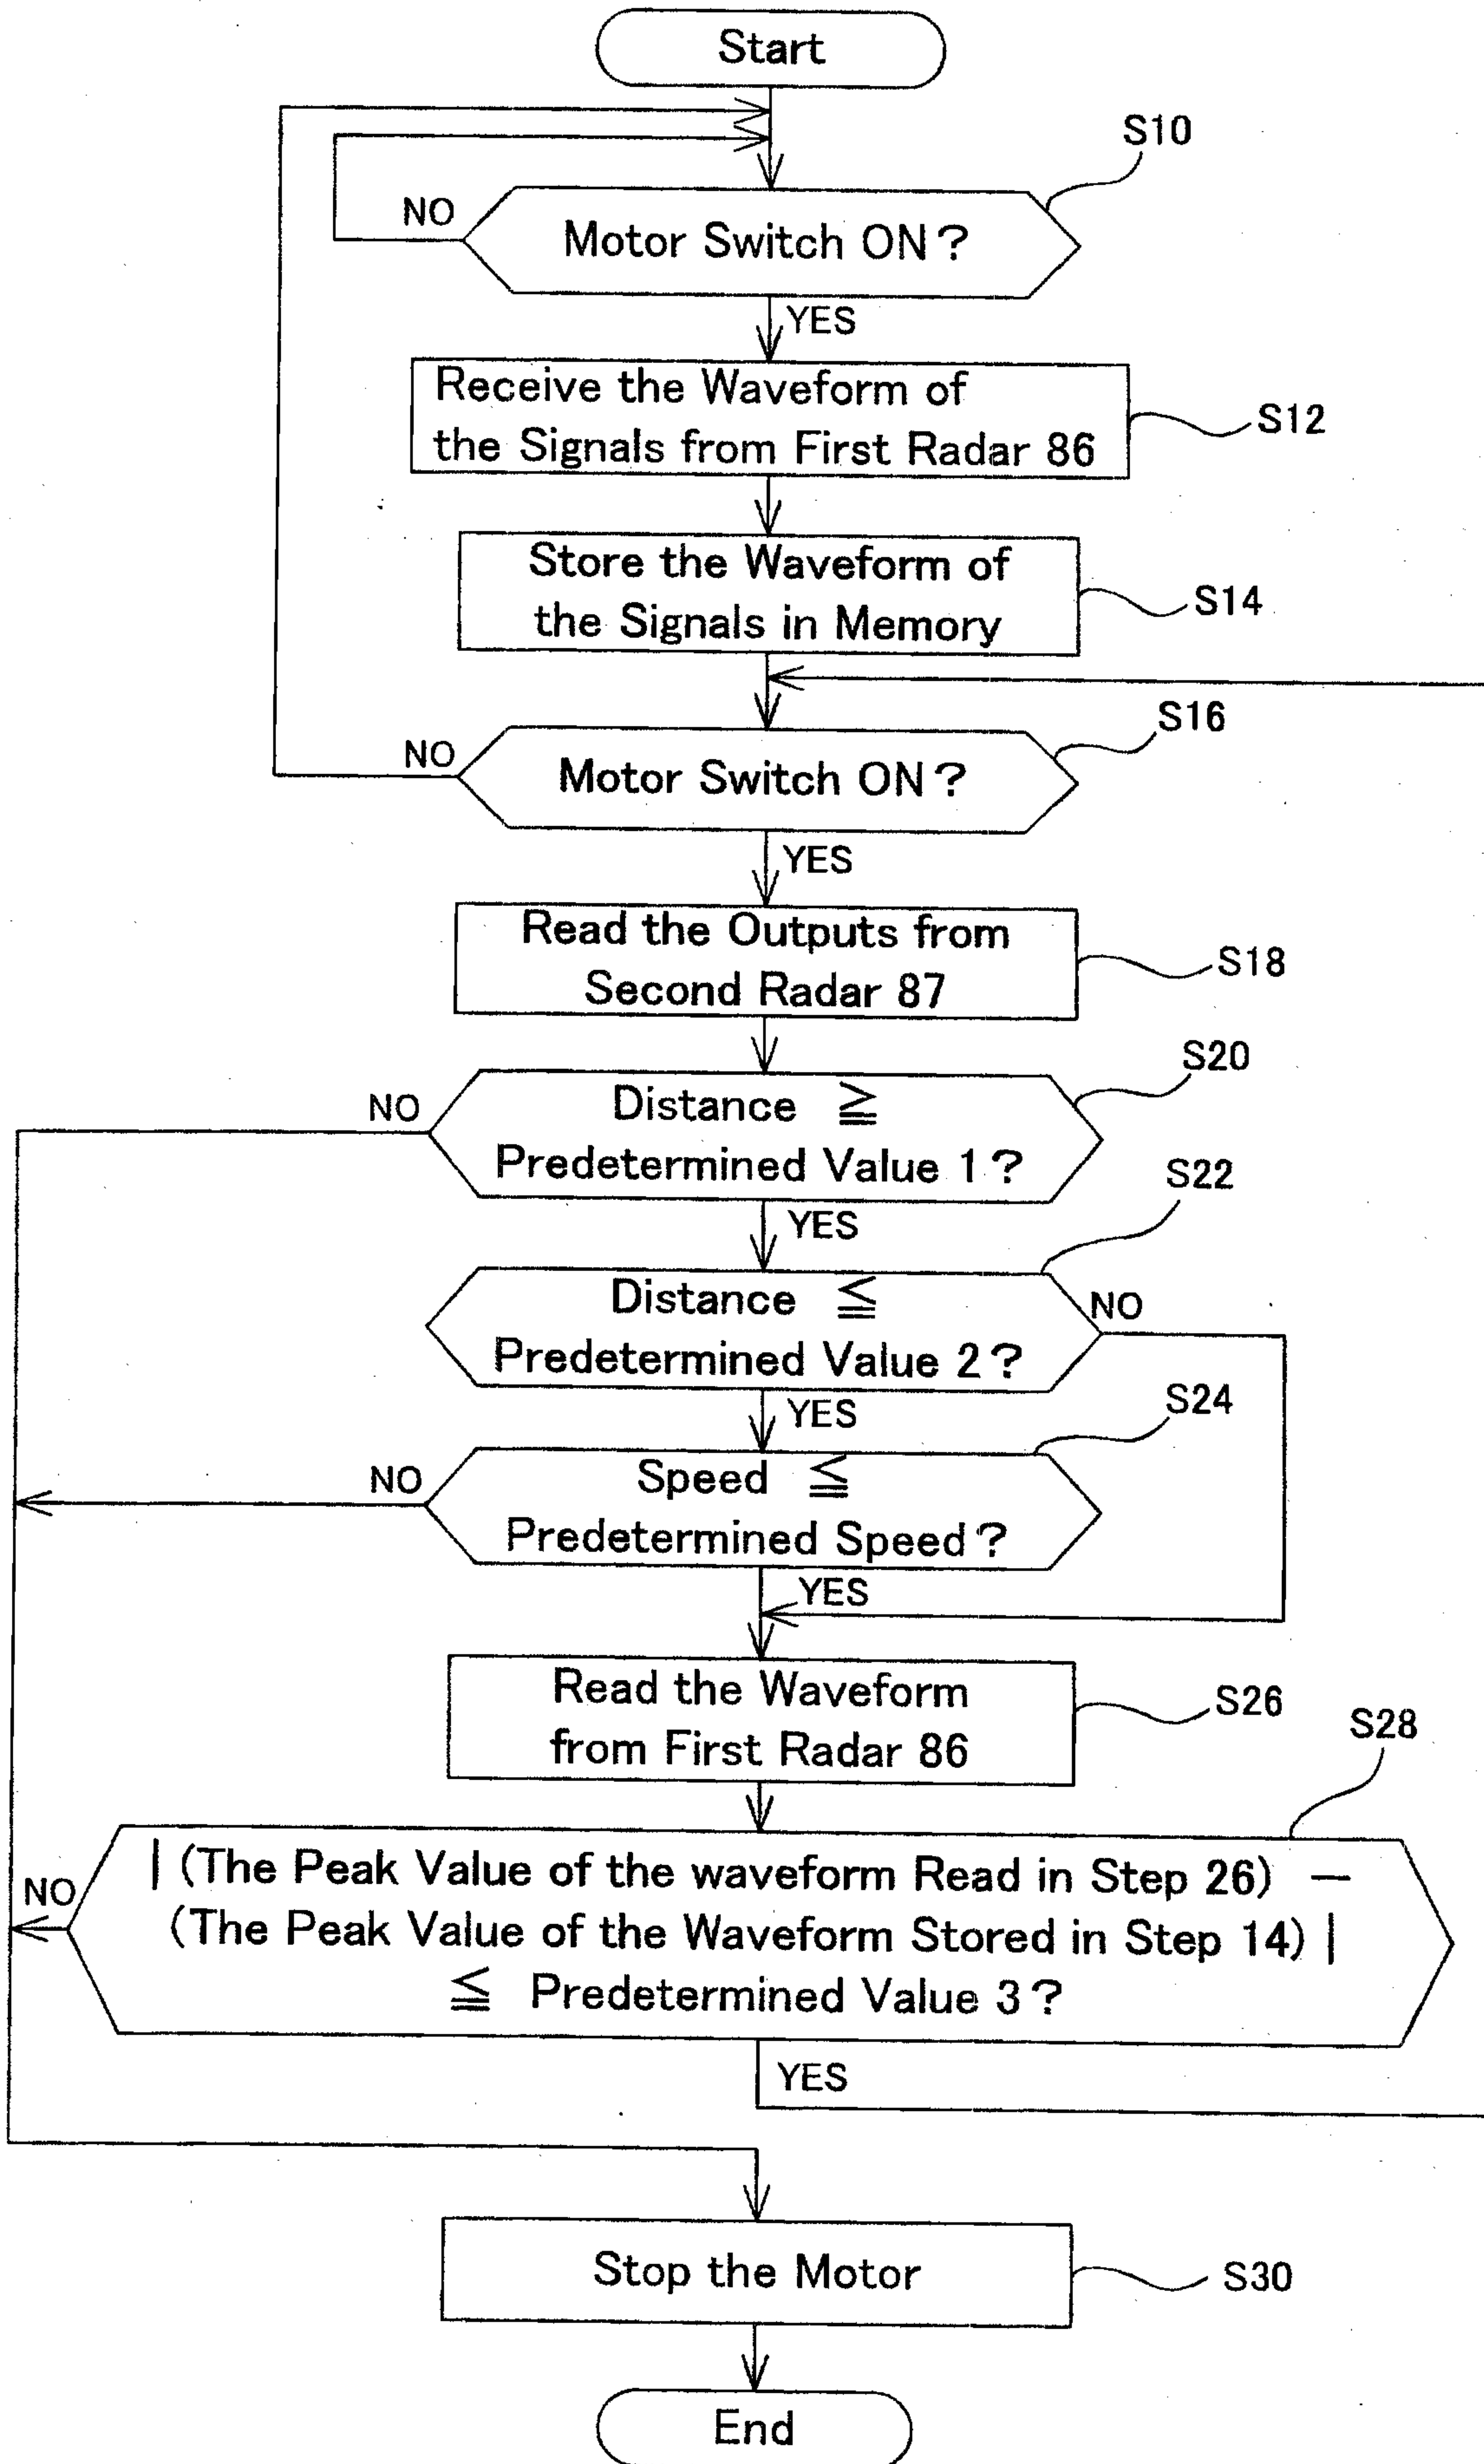 Start
S10
NO
Motor Switch ON?
YES
Receive the Waveform of
the Signals from First Radar 86
S12
Store the Waveform of
the Signals in Memory
S14
S16
NO
Motor Switch ON?
YES
Read the Outputs from
Second Radar 87
S18
S20
NO
Distance ≧
Predetermined Value 1?
S22
YES
Distance ≦
Predetermined Value 2?
NO
S24
YES
NO
Speed ≦
Predetermined Speed?
YES
Read the Waveform
from First Radar 86
S26
S28
NO
| (The Peak Value of the waveform Read in Step 26) —
(The Peak Value of the Waveform Stored in Step 14) |
≦ Predetermined Value 3?
YES
Stop the Motor
S30
End